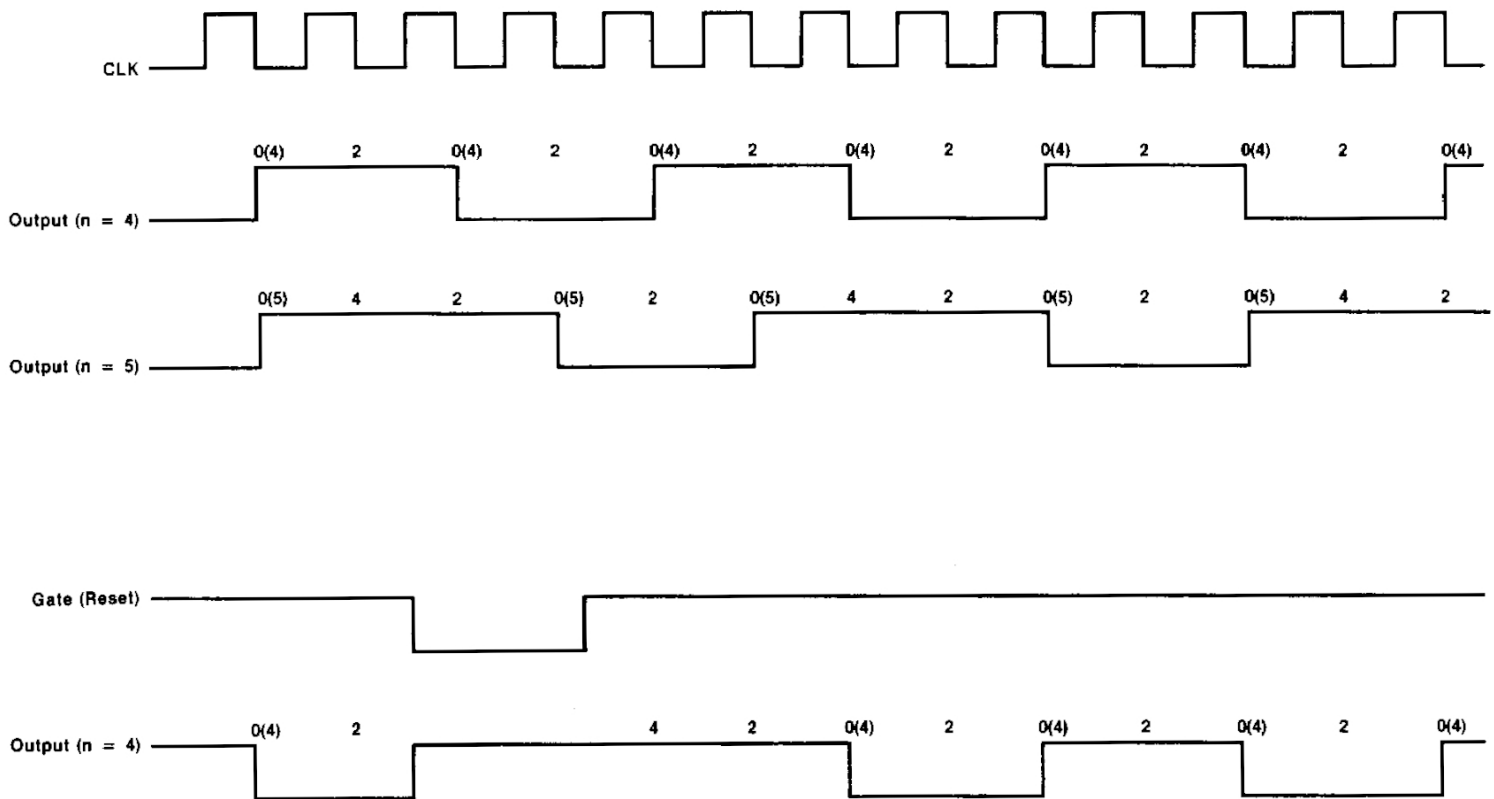 CLK
0(4) 2 0(4) 2 0(4) 2 0(4) 2 0(4) 2 0(4) 2 0(4)
Output (n = 4)
0(5) 4 2 0(5) 2 0(5) 4 2 0(5) 2 0(5) 4 2
Output (n = 5)
Gate (Reset)
0(4) 2 4 2 0(4) 2 0(4) 2 0(4) 2 0(4)
Output (n = 4)